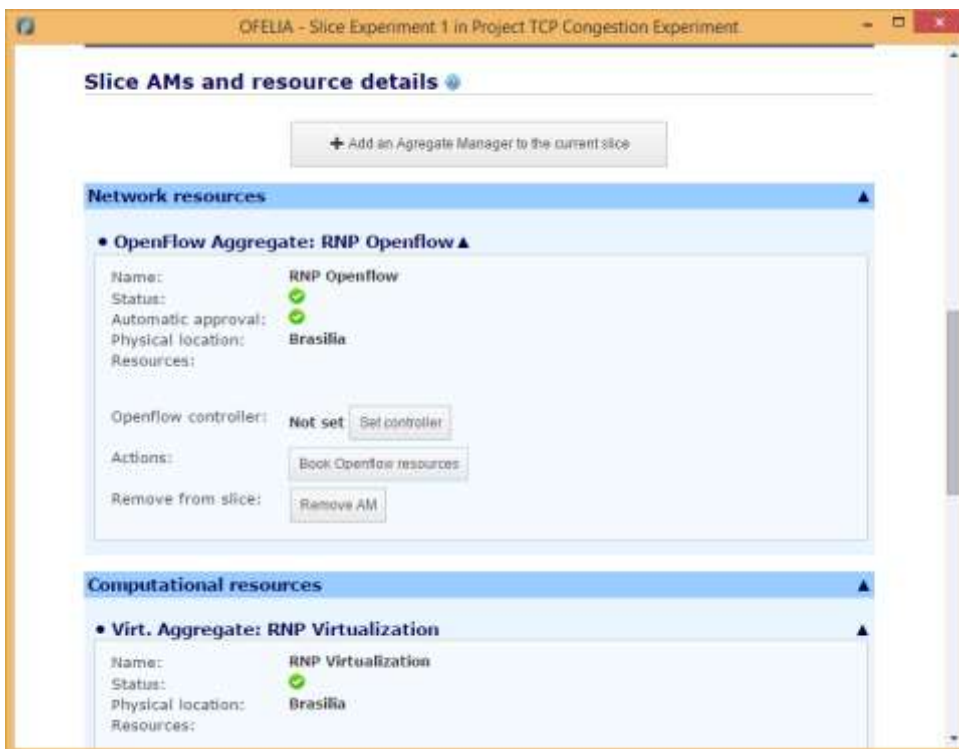 OFELIA - Slice Experiment 1 in Project TCP Congestion Experiment
Slice AMs and resource details
+ Add an Agregate Manager to the current slice
Network resources
• OpenFlow Aggregate: RNP Openflow ▲
Name: RNP Openflow
Status:
Automatic approval:
Physical location: Brasilia
Resources:
Openflow controller: Not set Set controller
Actions: Book Openflow resources
Remove from slice: Remove AM
Computational resources
• Virt. Aggregate: RNP Virtualization
Name: RNP Virtualization
Status:
Physical location: Brasilia
Resources: